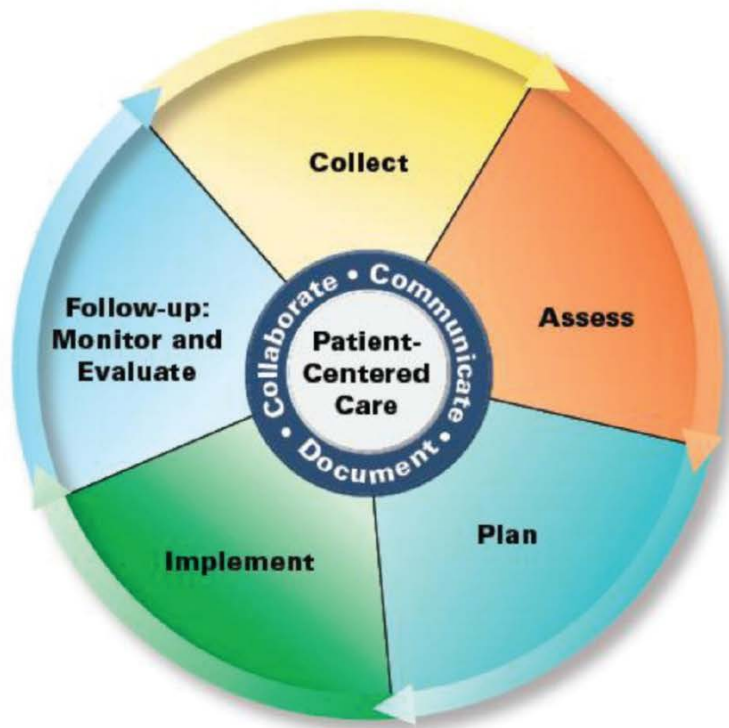 Collect
Assess
Plan
Implement
Follow-up:
Monitor and
Evaluate
Collaborate • Communicate • Document •
Patient-
Centered
Care